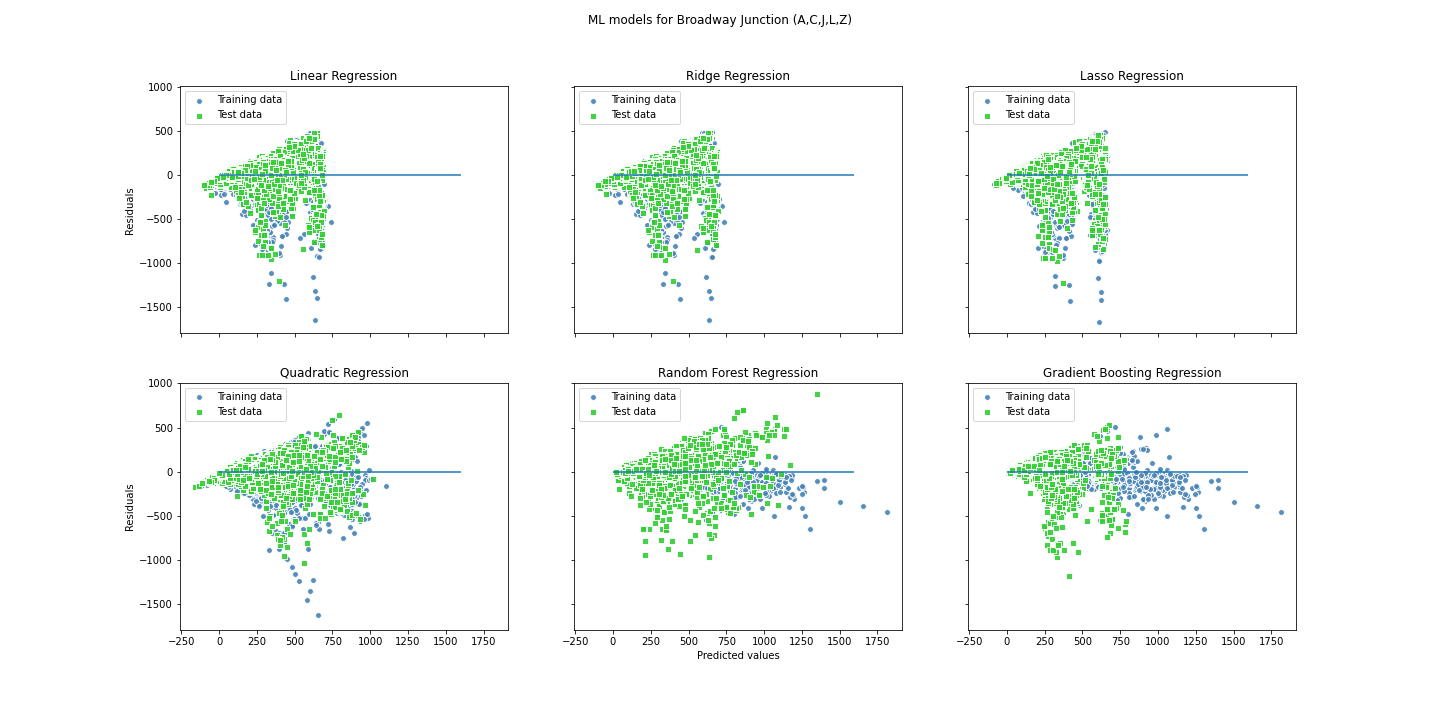 ML models for Broadway Junction (A,C,J,L,Z)
Linear Regression
Ridge Regression
Lasso Regression
1000
500
0
−500
−1000
−1500
Residuals
Training data
Test data
Training data
Test data
Training data
Test data
Quadratic Regression
Random Forest Regression
Gradient Boosting Regression
1000
500
0
−500
−1000
−1500
Residuals
Training data
Test data
Training data
Test data
Training data
Test data
−250 0 250 500 750 1000 1250 1500 1750
−250 0 250 500 750 1000 1250 1500 1750
−250 0 250 500 750 1000 1250 1500 1750
Predicted values